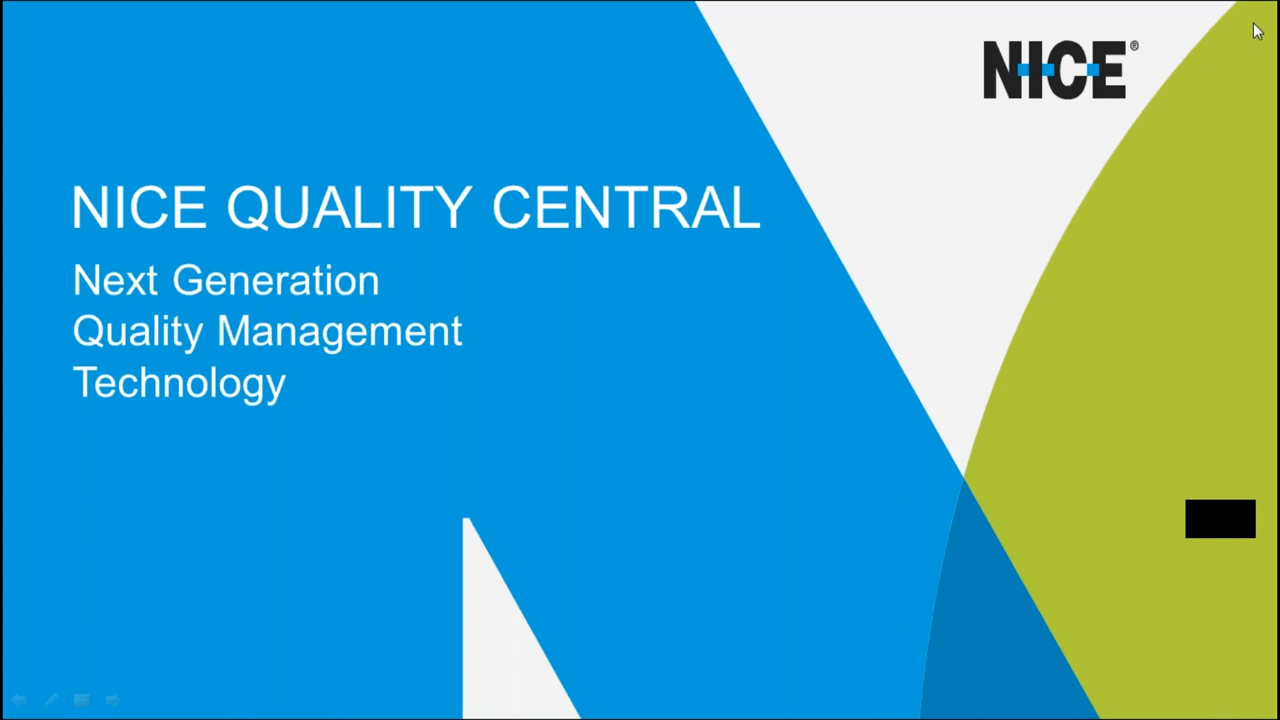 NICE®
NICE QUALITY CENTRAL
Next Generation
Quality Management
Technology